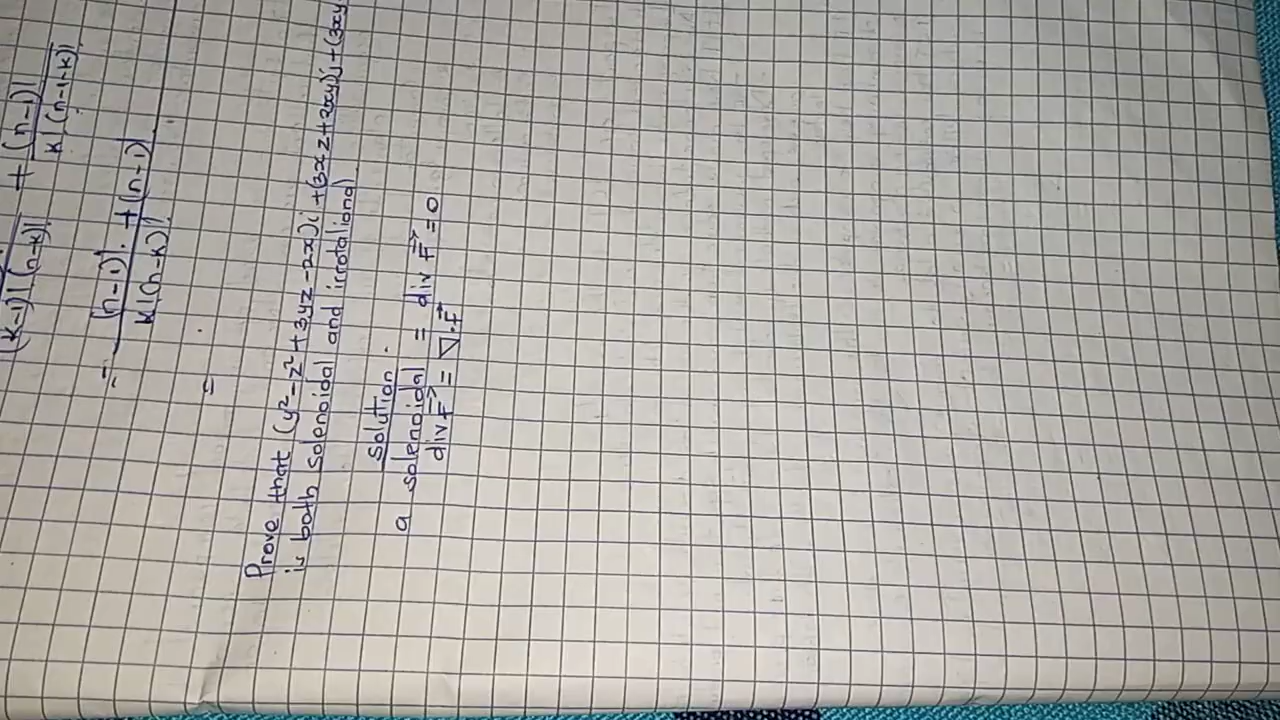 (k-1)! (n-k)! + (n-1)! / k! (n-1-k)!
= (n-1)! + (n-1) / k!(n-k)!
=
Prove that (y²-z²+3yz-2x)i +(3xz+2xy)j +(3xy
is both solenoidal and irrotational
Solution.
a solenoidal = div F⃗ = 0
div F⃗ = ∇.F⃗